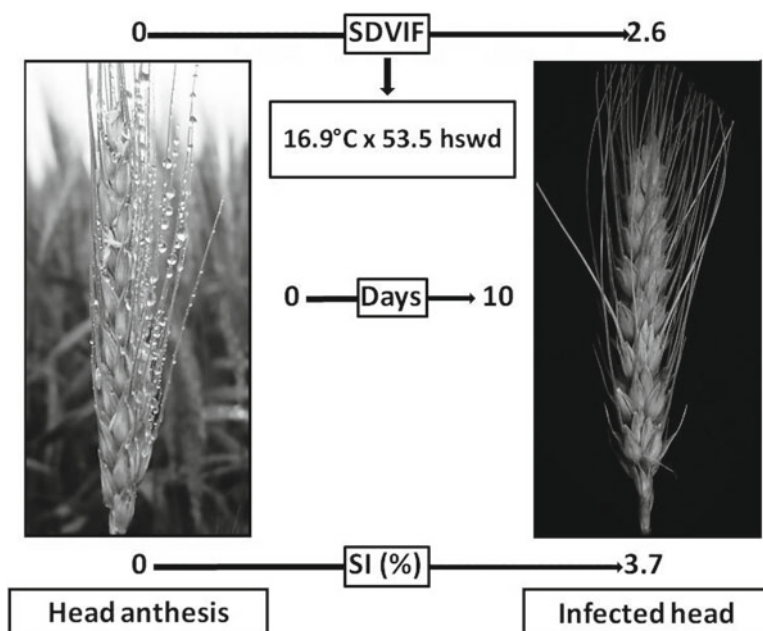 0 SDVIF 2.6
16.9°C x 53.5 hswd
0 Days 10
0 SI (%) 3.7
Head anthesis Infected head